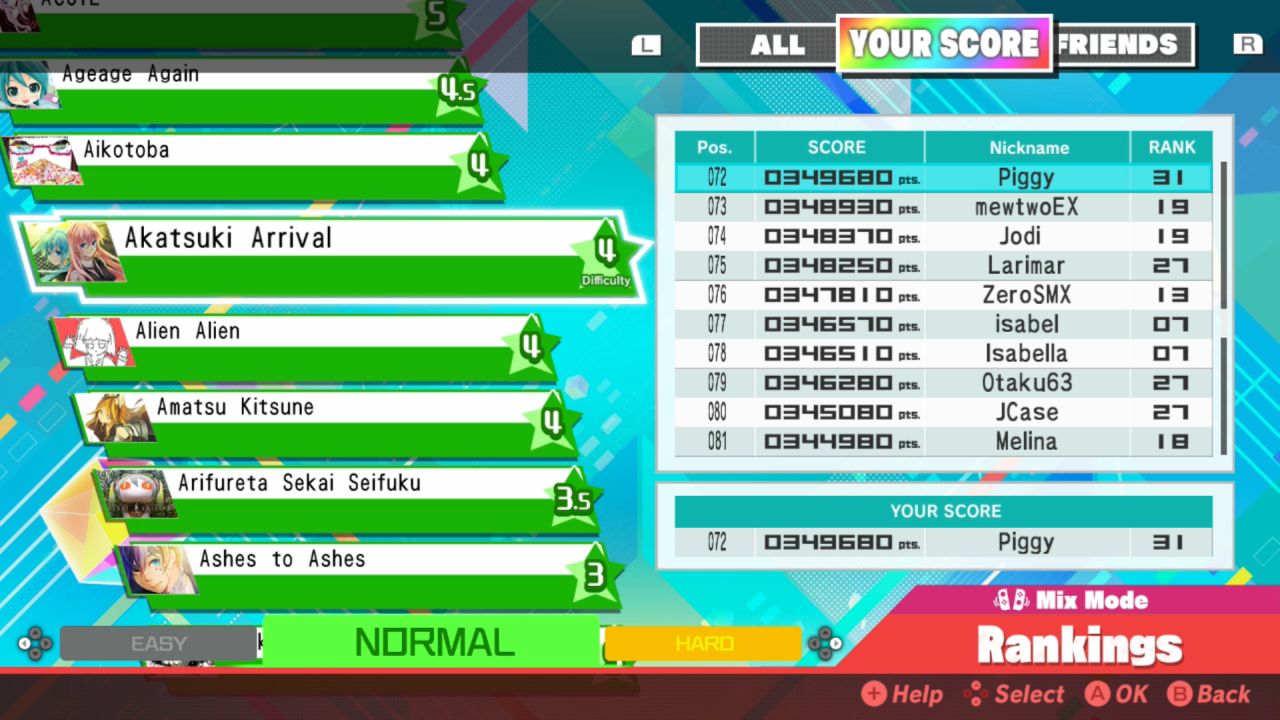 5
L
ALL
YOUR SCORE
FRIENDS
R
Ageage Again
4.5
Aikotoba
4
Akatsuki Arrival
4
Difficulty
Alien Alien
4
Amatsu Kitsune
4
Arifureta Sekai Seifuku
3.5
Ashes to Ashes
3
Pos. SCORE Nickname RANK
072 0349680 pts. Piggy 31
073 0348930 pts. mewtwoEX 19
074 0348370 pts. Jodi 19
075 0348250 pts. Larimar 27
076 0347810 pts. ZeroSMX 13
077 0346570 pts. isabel 07
078 0346510 pts. Isabella 07
079 0346280 pts. Otaku63 27
080 0345080 pts. JCase 27
081 0344980 pts. Melina 18
YOUR SCORE
072 0349680 pts. Piggy 31
Mix Mode
Rankings
EASY
NORMAL
HARD
+ Help
Select
A OK
B Back